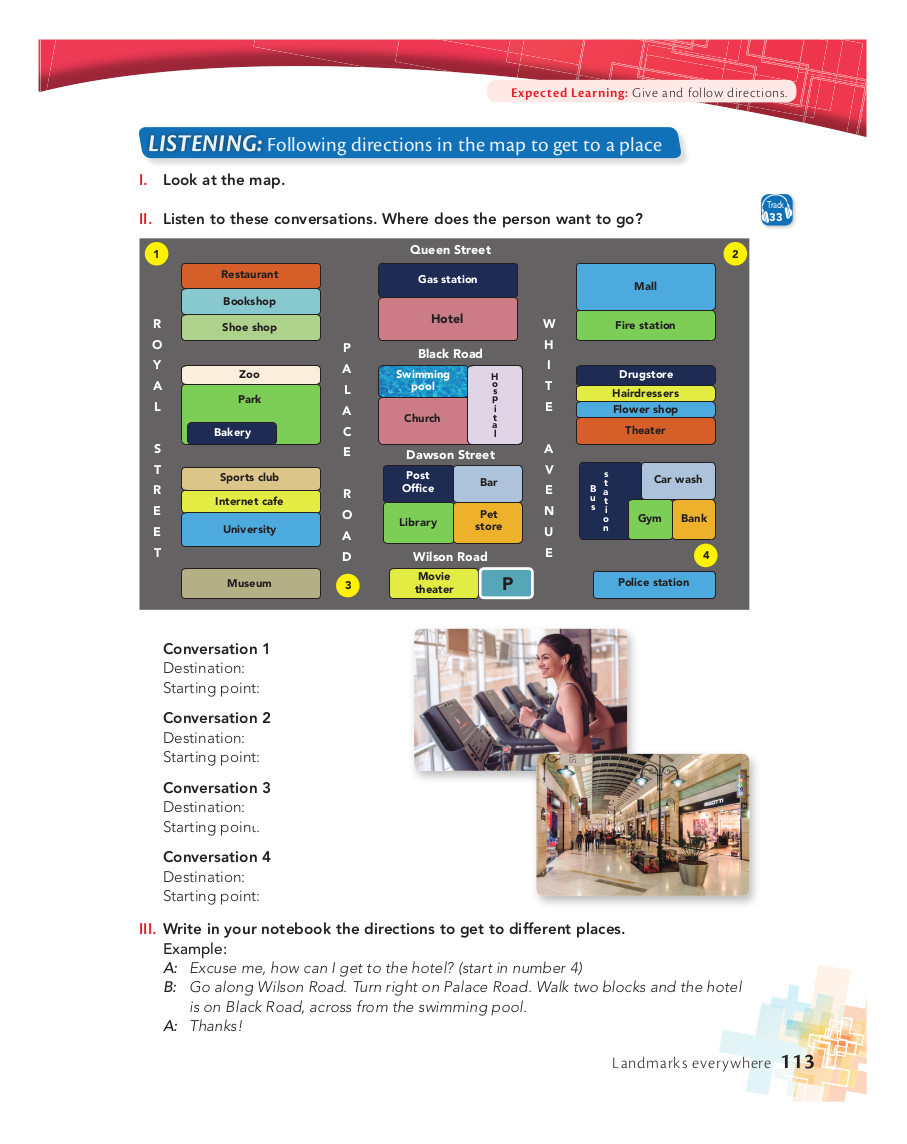 Expected Learning: Give and follow directions.
LISTENING: Following directions in the map to get to a place
I. Look at the map.
II. Listen to these conversations. Where does the person want to go?
Track
33
1
Queen Street
2
Restaurant
Bookshop
Shoe shop
Gas station
Hotel
Mall
Fire station
ROYAL STREET
PALACE ROAD
WHITE AVENUE
Black Road
Zoo
Park
Bakery
Swimming
pool
Church
Hospital
Drugstore
Hairdressers
Flower shop
Theater
Dawson Street
Sports club
Internet cafe
University
Post
Office
Bar
Library
Pet
store
Bus station
Car wash
Gym
Bank
Wilson Road
4
Museum
3
Movie
theater
P
Police station
Conversation 1
Destination:
Starting point:
Conversation 2
Destination:
Starting point:
Conversation 3
Destination:
Starting point.
Conversation 4
Destination:
Starting point:
III. Write in your notebook the directions to get to different places.
Example:
A: Excuse me, how can I get to the hotel? (start in number 4)
B: Go along Wilson Road. Turn right on Palace Road. Walk two blocks and the hotel
is on Black Road, across from the swimming pool.
A: Thanks!
Landmarks everywhere 113